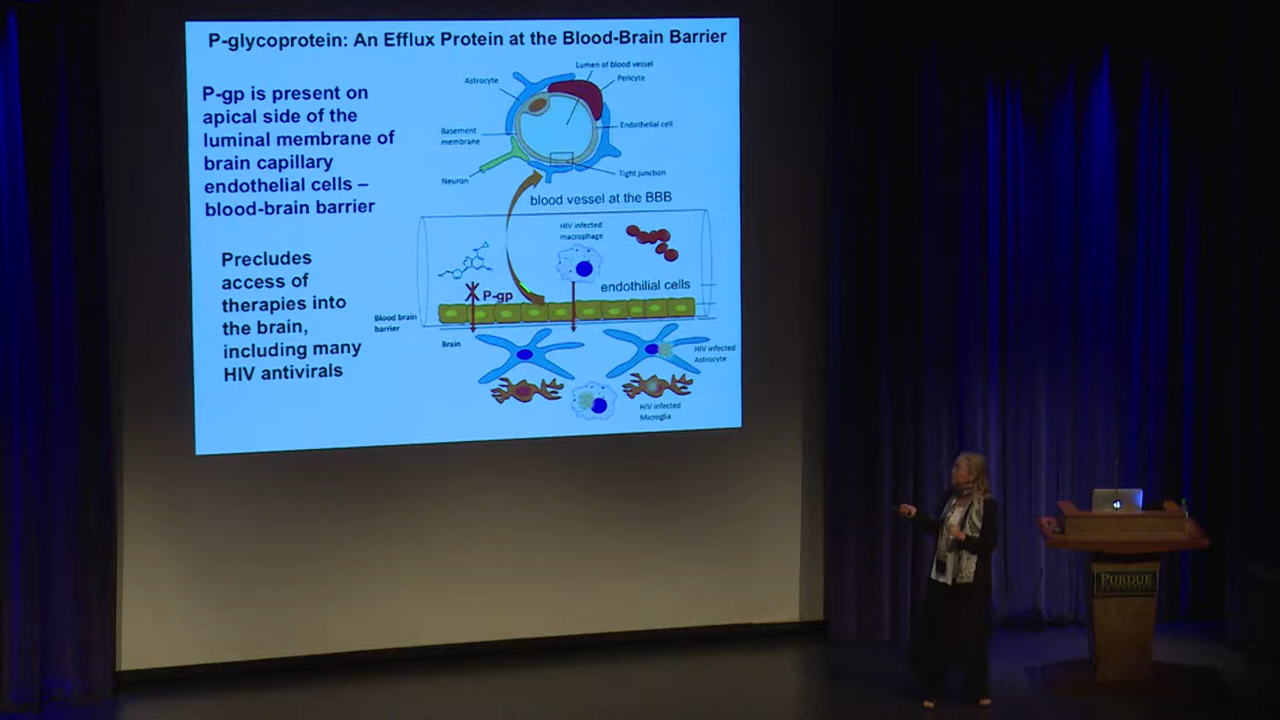 P-glycoprotein: An Efflux Protein at the Blood-Brain Barrier
P-gp is present on
apical side of the
luminal membrane of
brain capillary
endothelial cells –
blood-brain barrier
Precludes
access of
therapies into
the brain,
including many
HIV antivirals
Lumen of blood vessel
Astrocyte
Pericyte
Endothelial cell
Basement
membrane
Tight junction
Neuron
blood vessel at the BBB
HIV infected
macrophage
endothilial cells
P-gp
Blood brain
barrier
Brain
HIV infected
Astrocyte
HIV infected
Microglia
PURDUE